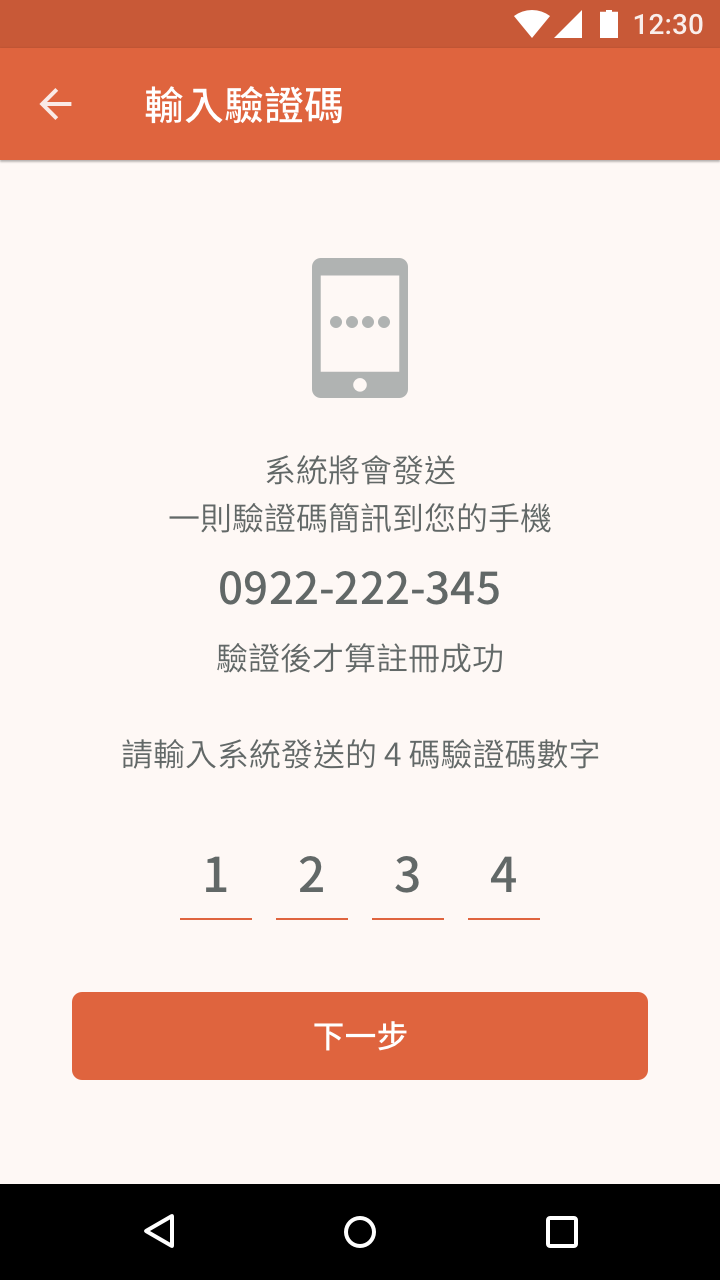 12:30
輸入驗證碼
系統將會發送
一則驗證碼簡訊到您的手機
0922-222-345
驗證後才算註冊成功
請輸入系統發送的 4 碼驗證碼數字
1 2 3 4
下一步